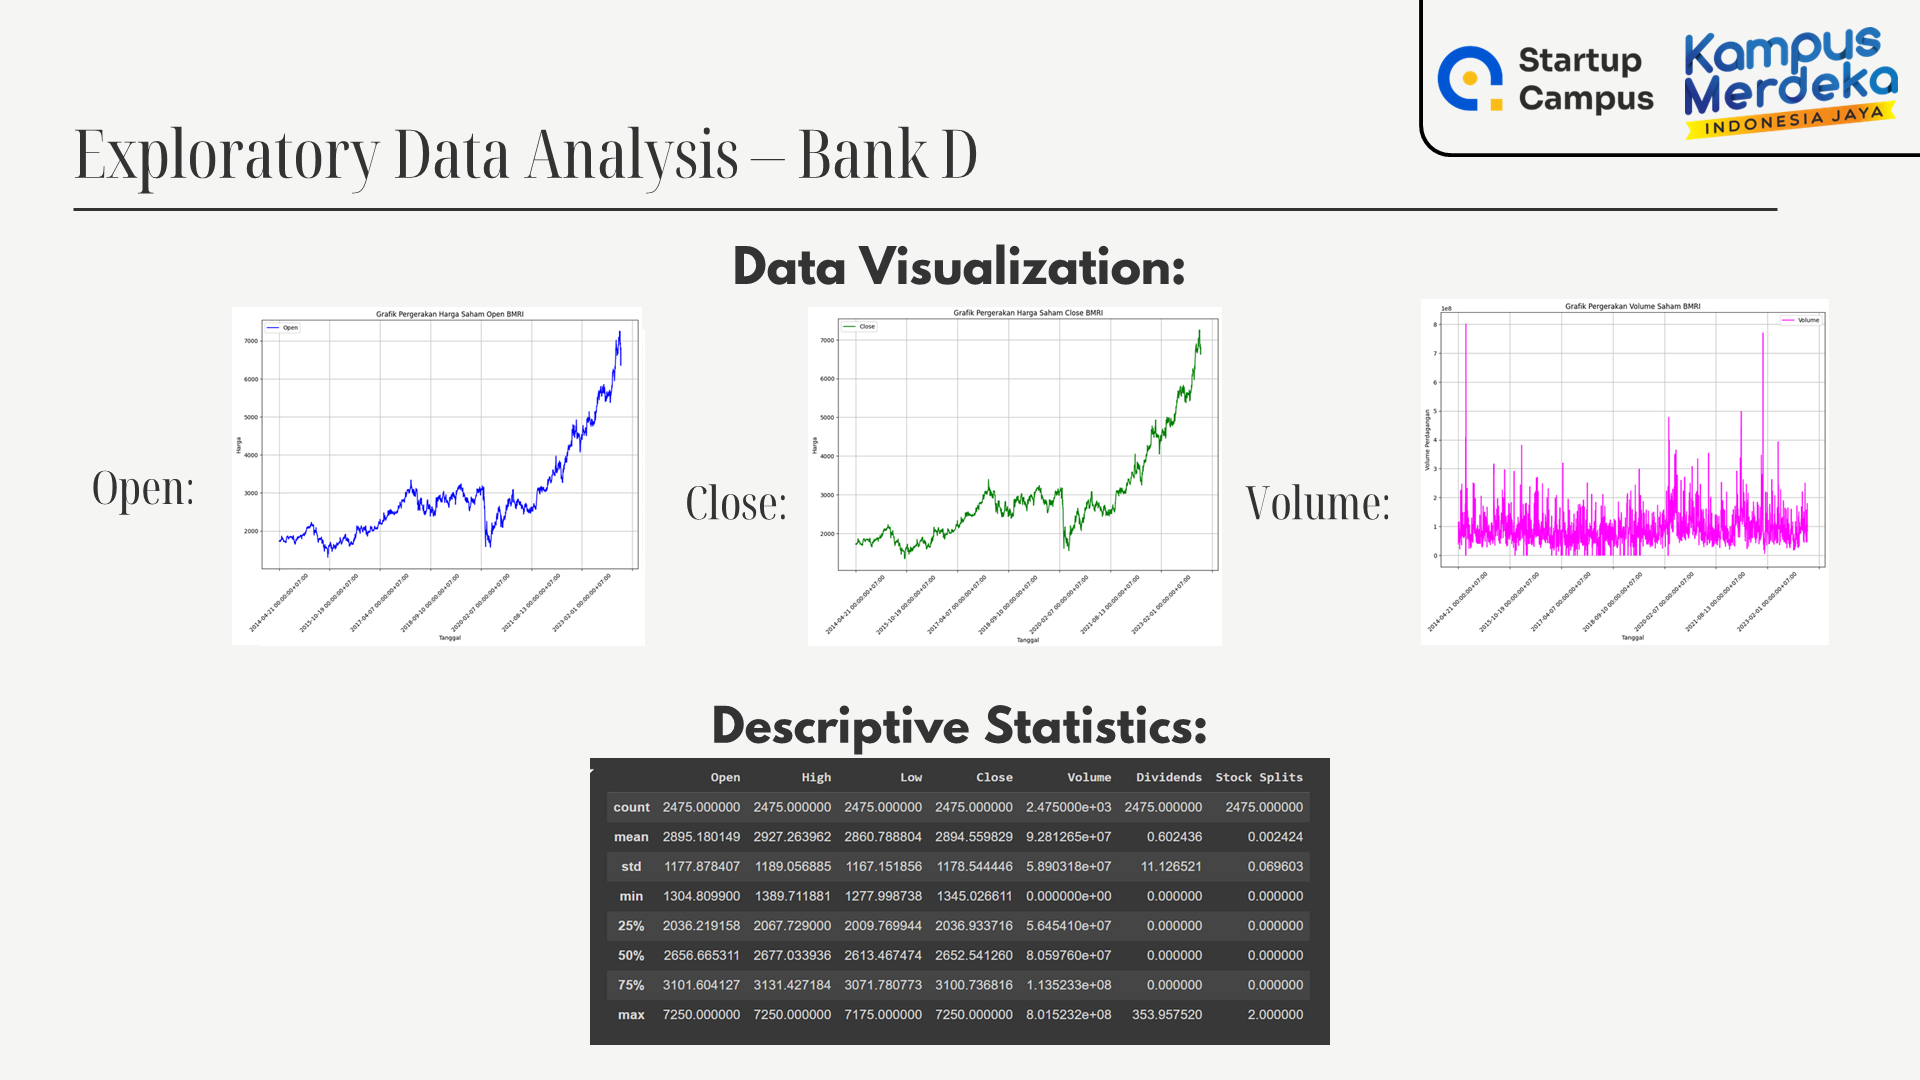 Startup
Campus
Kampus
Merdeka
INDONESIA JAYA
Exploratory Data Analysis – Bank D
Data Visualization:
Open:
Grafik Pergerakan Harga Saham Open BMRI
Open
7000
6000
5000
4000
3000
2000
Harga
2014-04-21 00:00:00+07:00
2015-10-19 00:00:00+07:00
2017-04-07 00:00:00+07:00
2018-09-10 00:00:00+07:00
2020-02-07 00:00:00+07:00
2021-08-13 00:00:00+07:00
2023-02-01 00:00:00+07:00
Tanggal
Close:
Grafik Pergerakan Harga Saham Close BMRI
Close
7000
6000
5000
4000
3000
2000
Harga
2014-04-21 00:00:00+07:00
2015-10-19 00:00:00+07:00
2017-04-07 00:00:00+07:00
2018-09-10 00:00:00+07:00
2020-02-07 00:00:00+07:00
2021-08-13 00:00:00+07:00
2023-02-01 00:00:00+07:00
Tanggal
Volume:
Grafik Pergerakan Volume Saham BMRI
1e8
Volume
8
7
6
5
4
3
2
1
0
Volume Perdagangan
2014-04-21 00:00:00+07:00
2015-10-19 00:00:00+07:00
2017-04-07 00:00:00+07:00
2018-09-10 00:00:00+07:00
2020-02-07 00:00:00+07:00
2021-08-13 00:00:00+07:00
2023-02-01 00:00:00+07:00
Tanggal
Descriptive Statistics:
Open High Low Close Volume Dividends Stock Splits
count 2475.000000 2475.000000 2475.000000 2475.000000 2.475000e+03 2475.000000 2475.000000
mean 2895.180149 2927.263962 2860.788804 2894.559829 9.281265e+07 0.602436 0.002424
std 1177.878407 1189.056885 1167.151856 1178.544446 5.890318e+07 11.126521 0.069603
min 1304.809900 1389.711881 1277.998738 1345.026611 0.000000e+00 0.000000 0.000000
25% 2036.219158 2067.729000 2009.769944 2036.933716 5.645410e+07 0.000000 0.000000
50% 2656.665311 2677.033936 2613.467474 2652.541260 8.059760e+07 0.000000 0.000000
75% 3101.604127 3131.427184 3071.780773 3100.736816 1.135233e+08 0.000000 0.000000
max 7250.000000 7250.000000 7175.000000 7250.000000 8.015232e+08 353.957520 2.000000